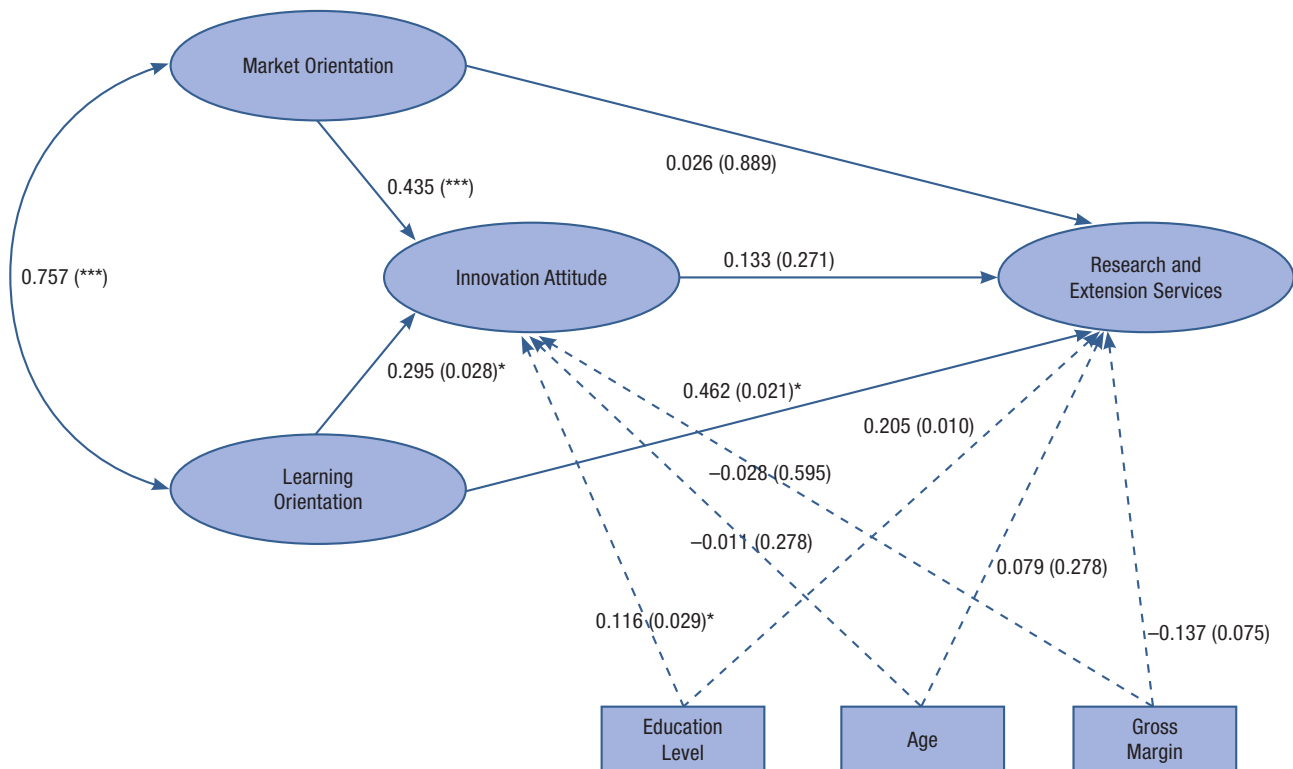 Market Orientation
0.026 (0.889)
0.435 (***)
0.757 (***)
Innovation Attitude
0.133 (0.271)
Research and
Extension Services
0.295 (0.028)*
0.462 (0.021)*
0.205 (0.010)
Learning
Orientation
–0.028 (0.595)
–0.011 (0.278)
0.079 (0.278)
0.116 (0.029)*
–0.137 (0.075)
Education
Level
Age
Gross
Margin